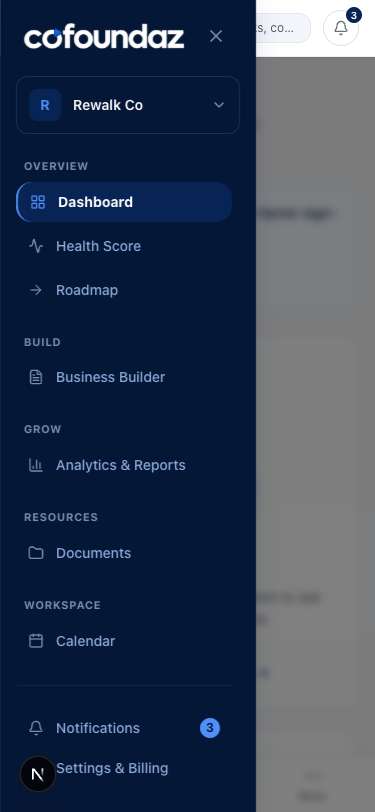 cofoundaz
s, co...
3
R
Rewalk Co
OVERVIEW
Dashboard
Health Score
Roadmap
BUILD
Business Builder
GROW
Analytics & Reports
RESOURCES
Documents
WORKSPACE
Calendar
Notifications
3
N
Settings & Billing